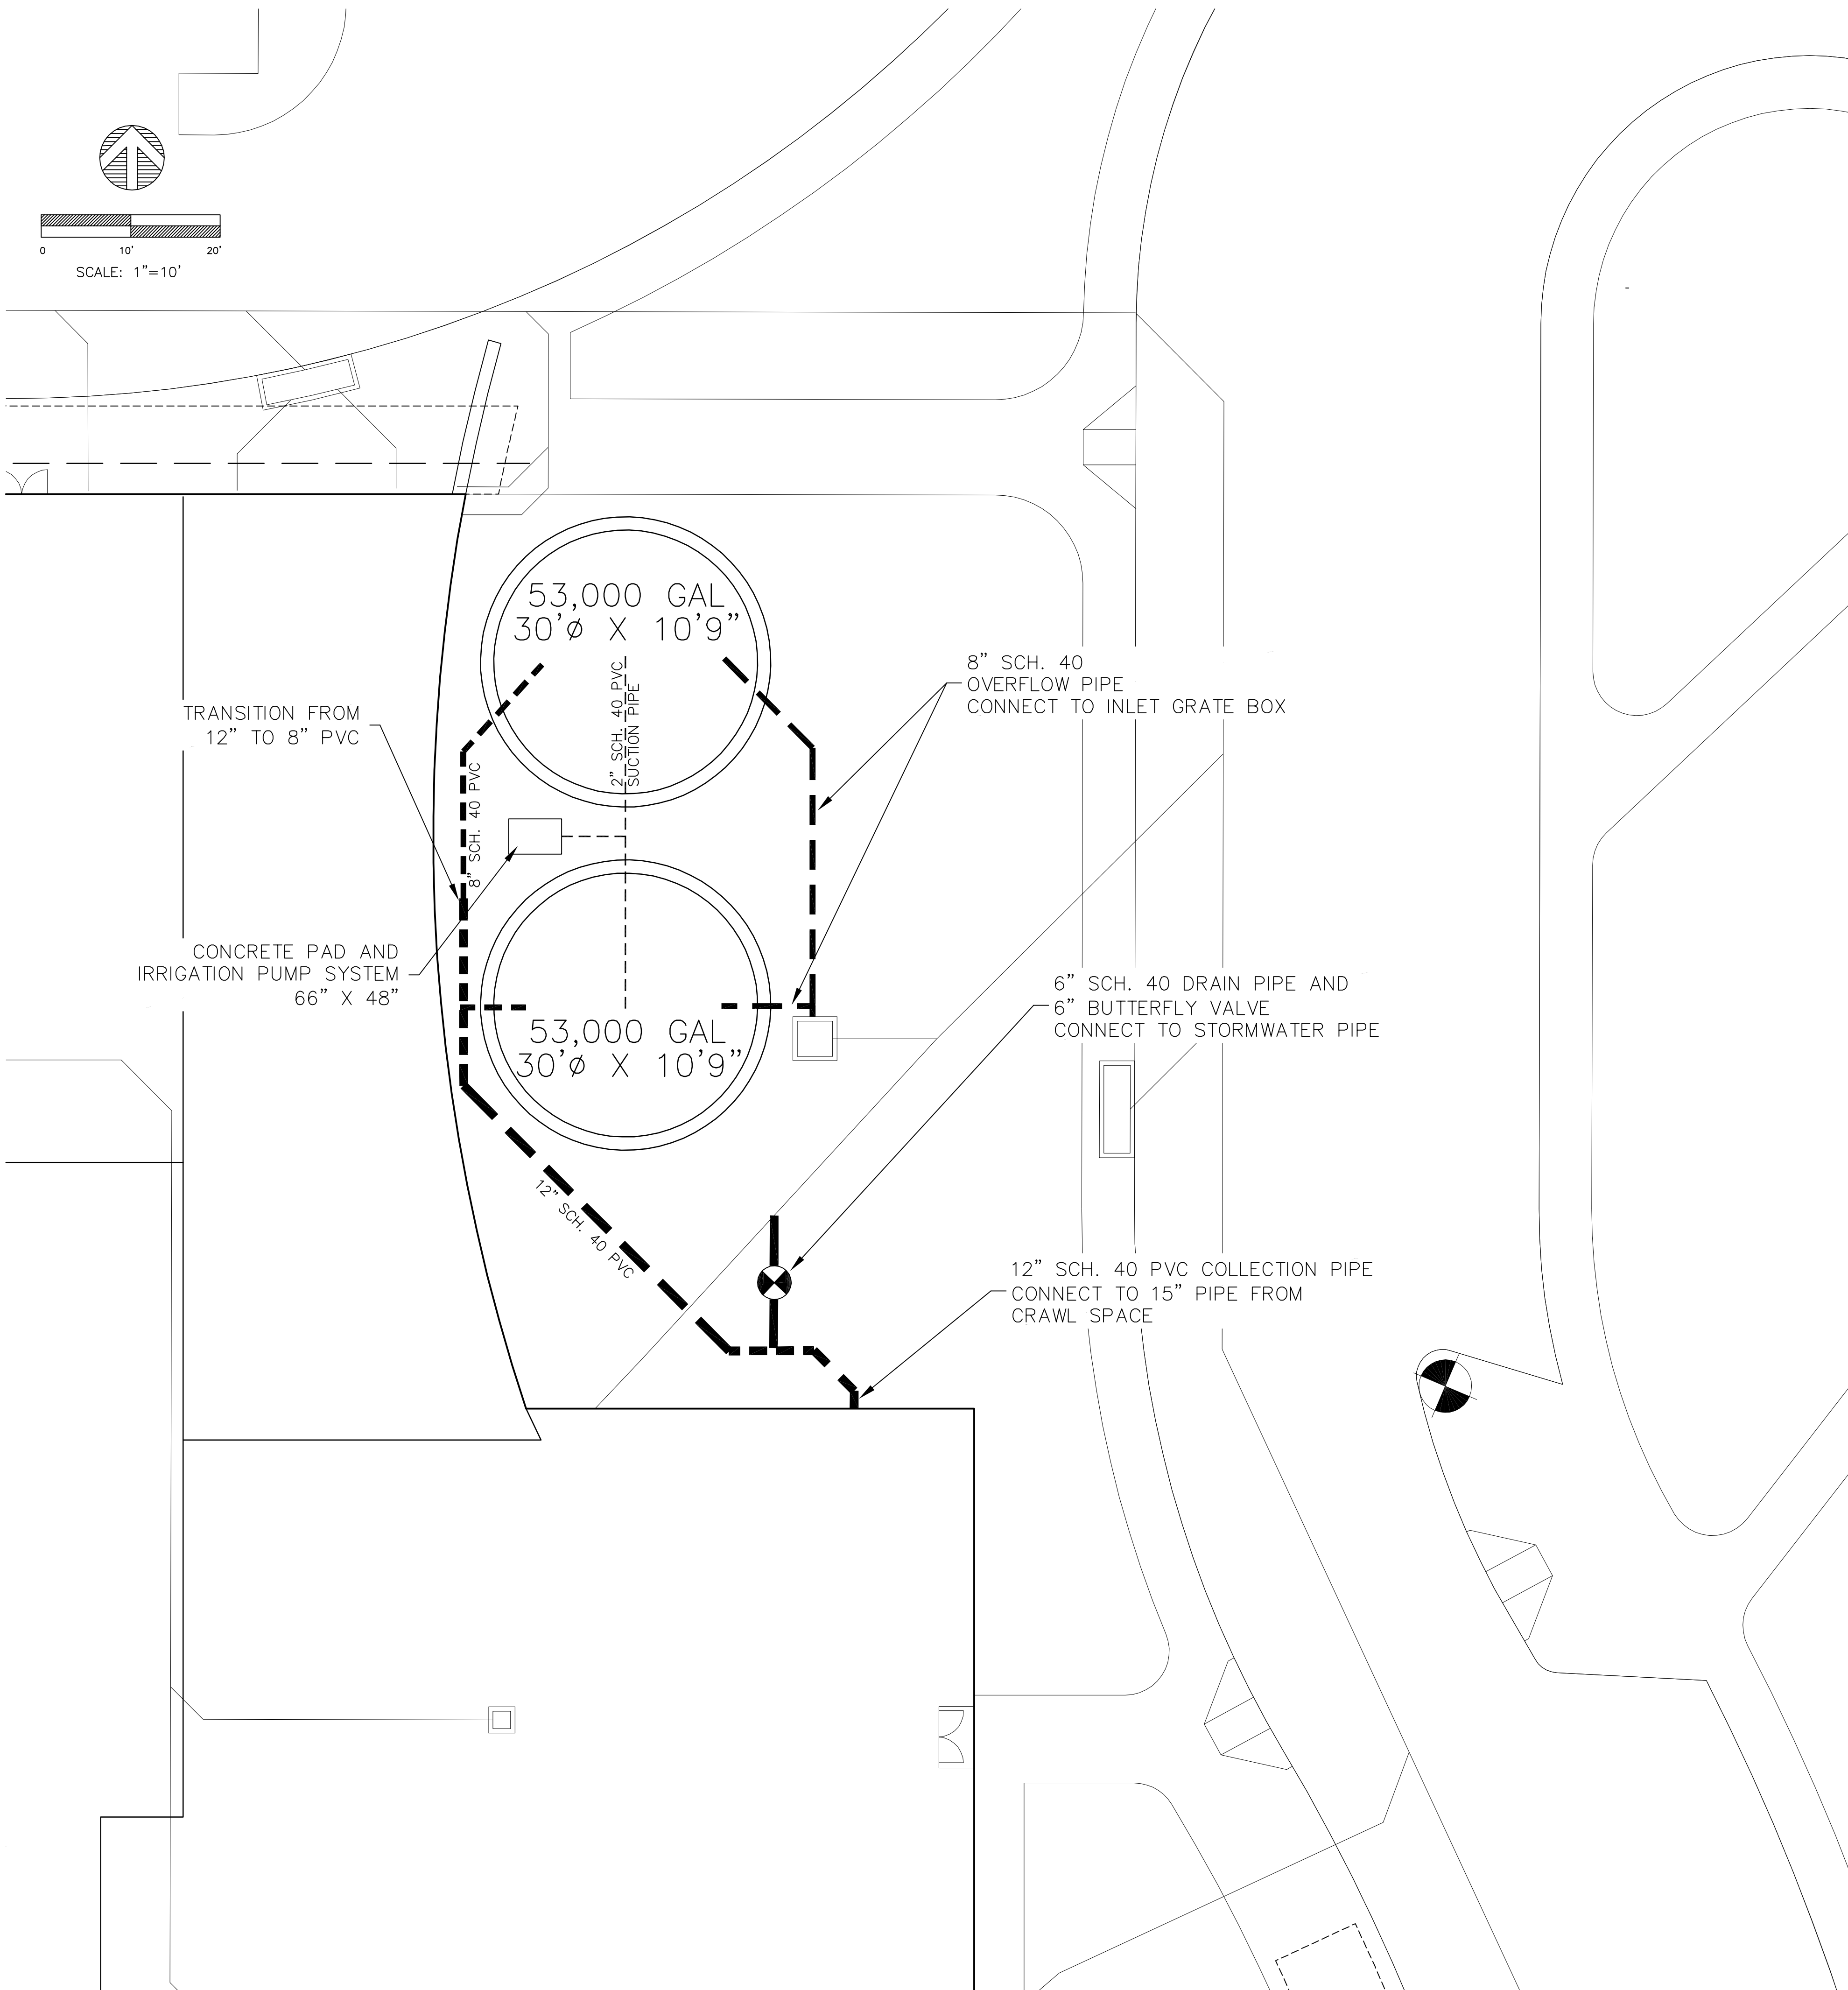 0 10' 20'
SCALE: 1"=10'
53,000 GAL
30'ø X 10'9"
2" SCH. 40 PVC
SUCTION PIPE
8" SCH. 40
OVERFLOW PIPE
CONNECT TO INLET GRATE BOX
TRANSITION FROM
12" TO 8" PVC
8" SCH. 40 PVC
CONCRETE PAD AND
IRRIGATION PUMP SYSTEM
66" X 48"
53,000 GAL
30'ø X 10'9"
6" SCH. 40 DRAIN PIPE AND
6" BUTTERFLY VALVE
CONNECT TO STORMWATER PIPE
12" SCH. 40 PVC
12" SCH. 40 PVC COLLECTION PIPE
CONNECT TO 15" PIPE FROM
CRAWL SPACE